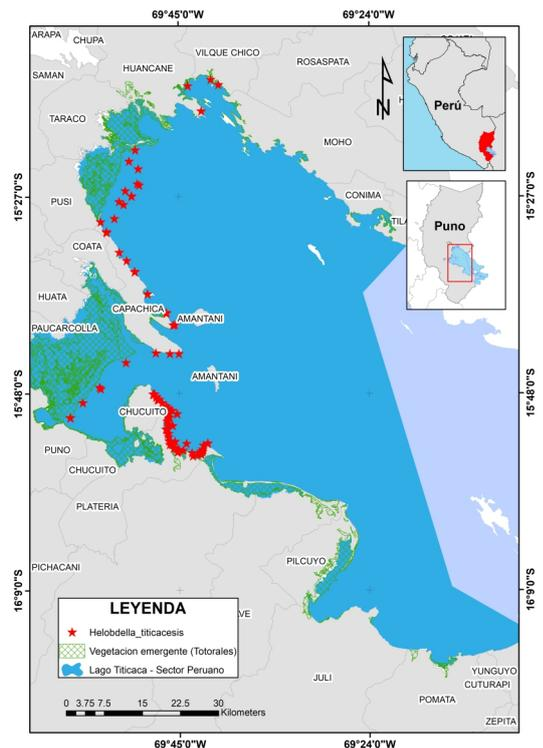 69°45'0"W
69°24'0"W
ARAPA
CHUPA
VILQUE CHICO
SAMAN
HUANCANE
ROSASPATA
TARACO
MOHO
N
Perú
15°27'0"S
15°27'0"S
PUSI
CONIMA
Puno
COATA
HUATA
CAPACHICA
AMANTANI
PAUCARCOLLA
AMANTANI
15°48'0"S
15°48'0"S
CHUCUITO
PUNO
CHUCUITO
PLATERIA
PILCUYO
PICHACANI
16°9'0"S
16°9'0"S
LEYENDA
Helobdella_titicacesis
Vegetacion emergente (Totorales)
Lago Titicaca - Sector Peruano
JULI
YUNGUYO
CUTURAPI
POMATA
ZEPITA
0 3.75 7.5 15 22.5 30
Kilometers
69°45'0"W
69°24'0"W